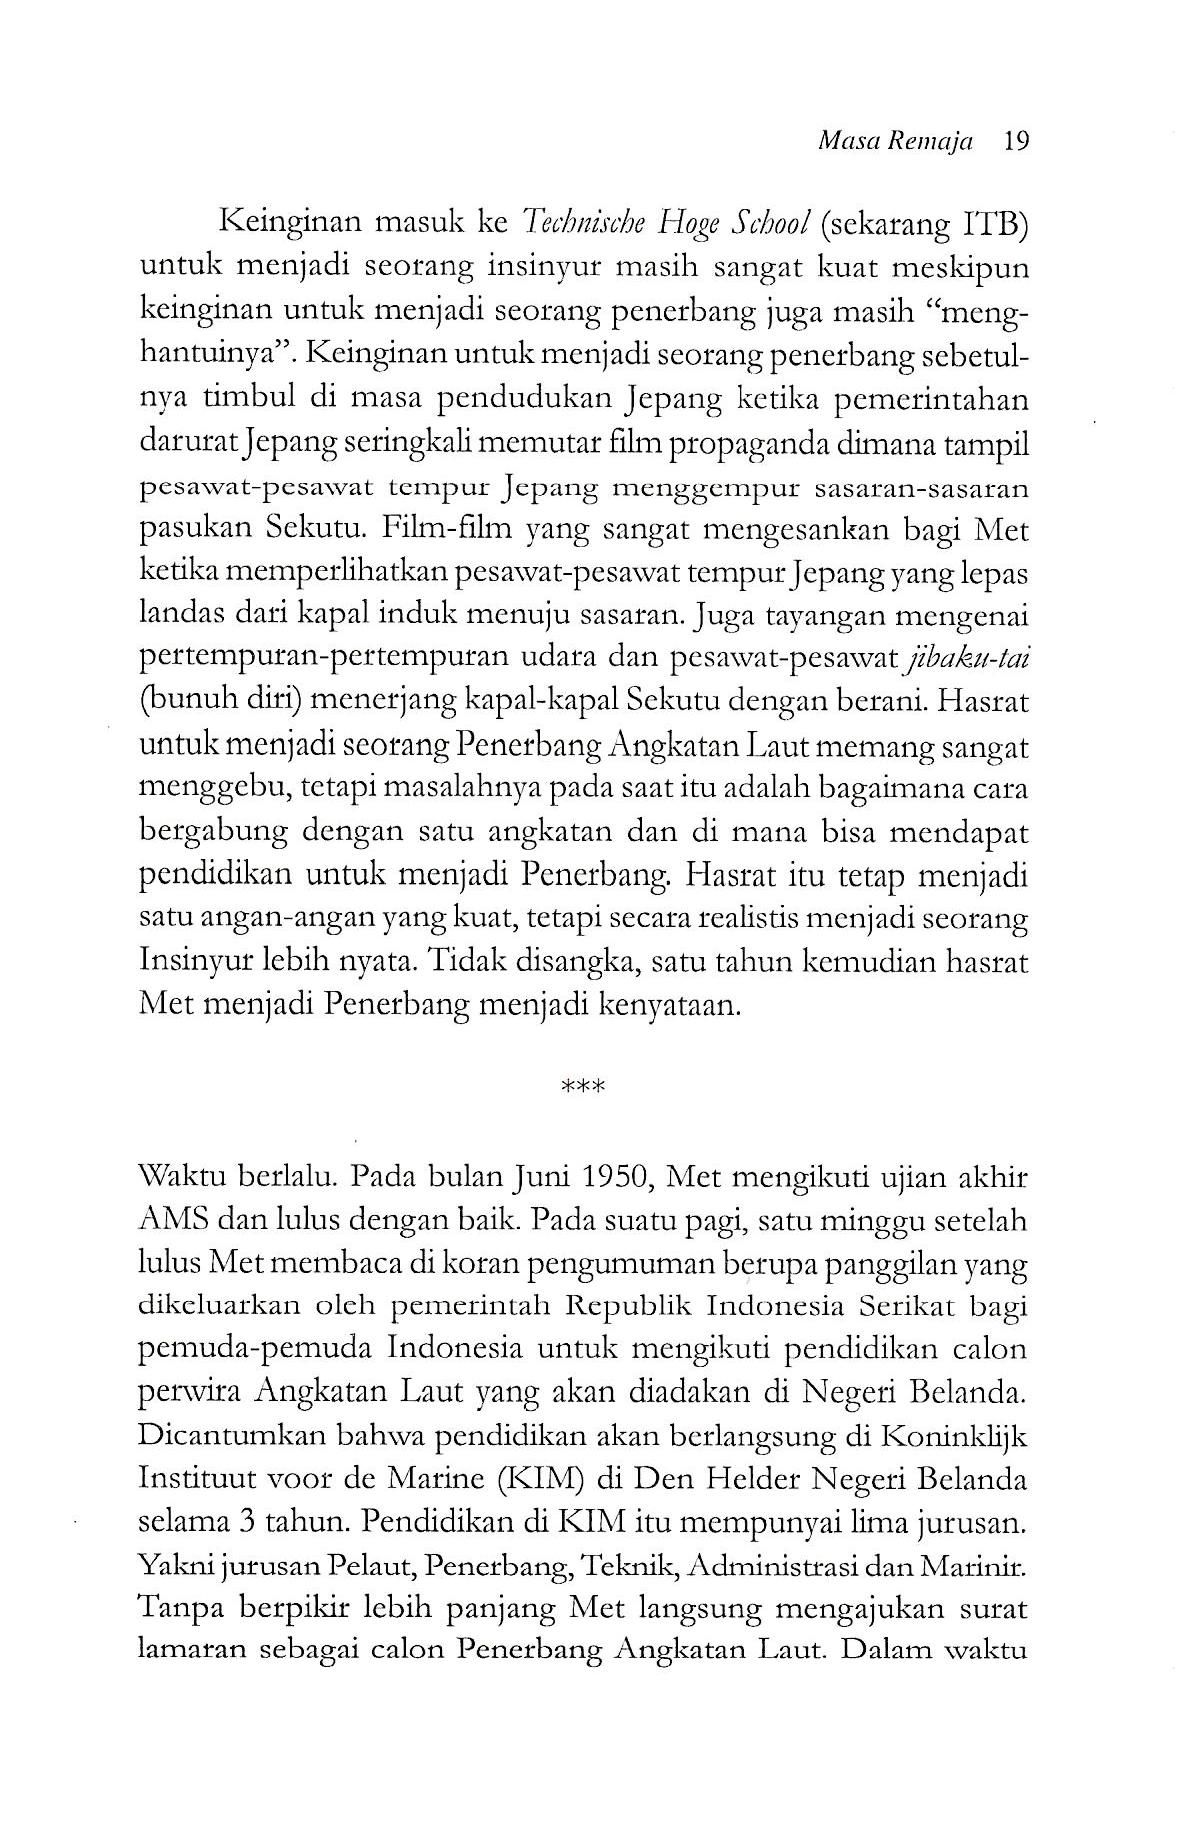 Masa Remaja 19
Keinginan masuk ke Technische Hoge School (sekarang ITB)
untuk menjadi seorang insinyur masih sangat kuat meskipun
keinginan untuk menjadi seorang penerbang juga masih “meng-
hantuinya”. Keinginan untuk menjadi seorang penerbang sebetul-
nya timbul di masa pendudukan Jepang ketika pemerintahan
darurat Jepang seringkali memutar film propaganda dimana tampil
pesawat-pesawat tempur Jepang menggempur sasaran-sasaran
pasukan Sekutu. Film-film yang sangat mengesankan bagi Met
ketika memperlihatkan pesawat-pesawat tempur Jepang yang lepas
landas dari kapal induk menuju sasaran. Juga tayangan mengenai
pertempuran-pertempuran udara dan pesawat-pesawat jibaku-tai
(bunuh diri) menerjang kapal-kapal Sekutu dengan berani. Hasrat
untuk menjadi seorang Penerbang Angkatan Laut memang sangat
menggebu, tetapi masalahnya pada saat itu adalah bagaimana cara
bergabung dengan satu angkatan dan di mana bisa mendapat
pendidikan untuk menjadi Penerbang. Hasrat itu tetap menjadi
satu angan-angan yang kuat, tetapi secara realistis menjadi seorang
Insinyur lebih nyata. Tidak disangka, satu tahun kemudian hasrat
Met menjadi Penerbang menjadi kenyataan.
***
Waktu berlalu. Pada bulan Juni 1950, Met mengikuti ujian akhir
AMS dan lulus dengan baik. Pada suatu pagi, satu minggu setelah
lulus Met membaca di koran pengumuman berupa panggilan yang
dikeluarkan oleh pemerintah Republik Indonesia Serikat bagi
pemuda-pemuda Indonesia untuk mengikuti pendidikan calon
perwira Angkatan Laut yang akan diadakan di Negeri Belanda.
Dicantumkan bahwa pendidikan akan berlangsung di Koninklijk
Instituut voor de Marine (KIM) di Den Helder Negeri Belanda
selama 3 tahun. Pendidikan di KIM itu mempunyai lima jurusan.
Yakni jurusan Pelaut, Penerbang, Teknik, Administrasi dan Marinir.
Tanpa berpikir lebih panjang Met langsung mengajukan surat
lamaran sebagai calon Penerbang Angkatan Laut. Dalam waktu